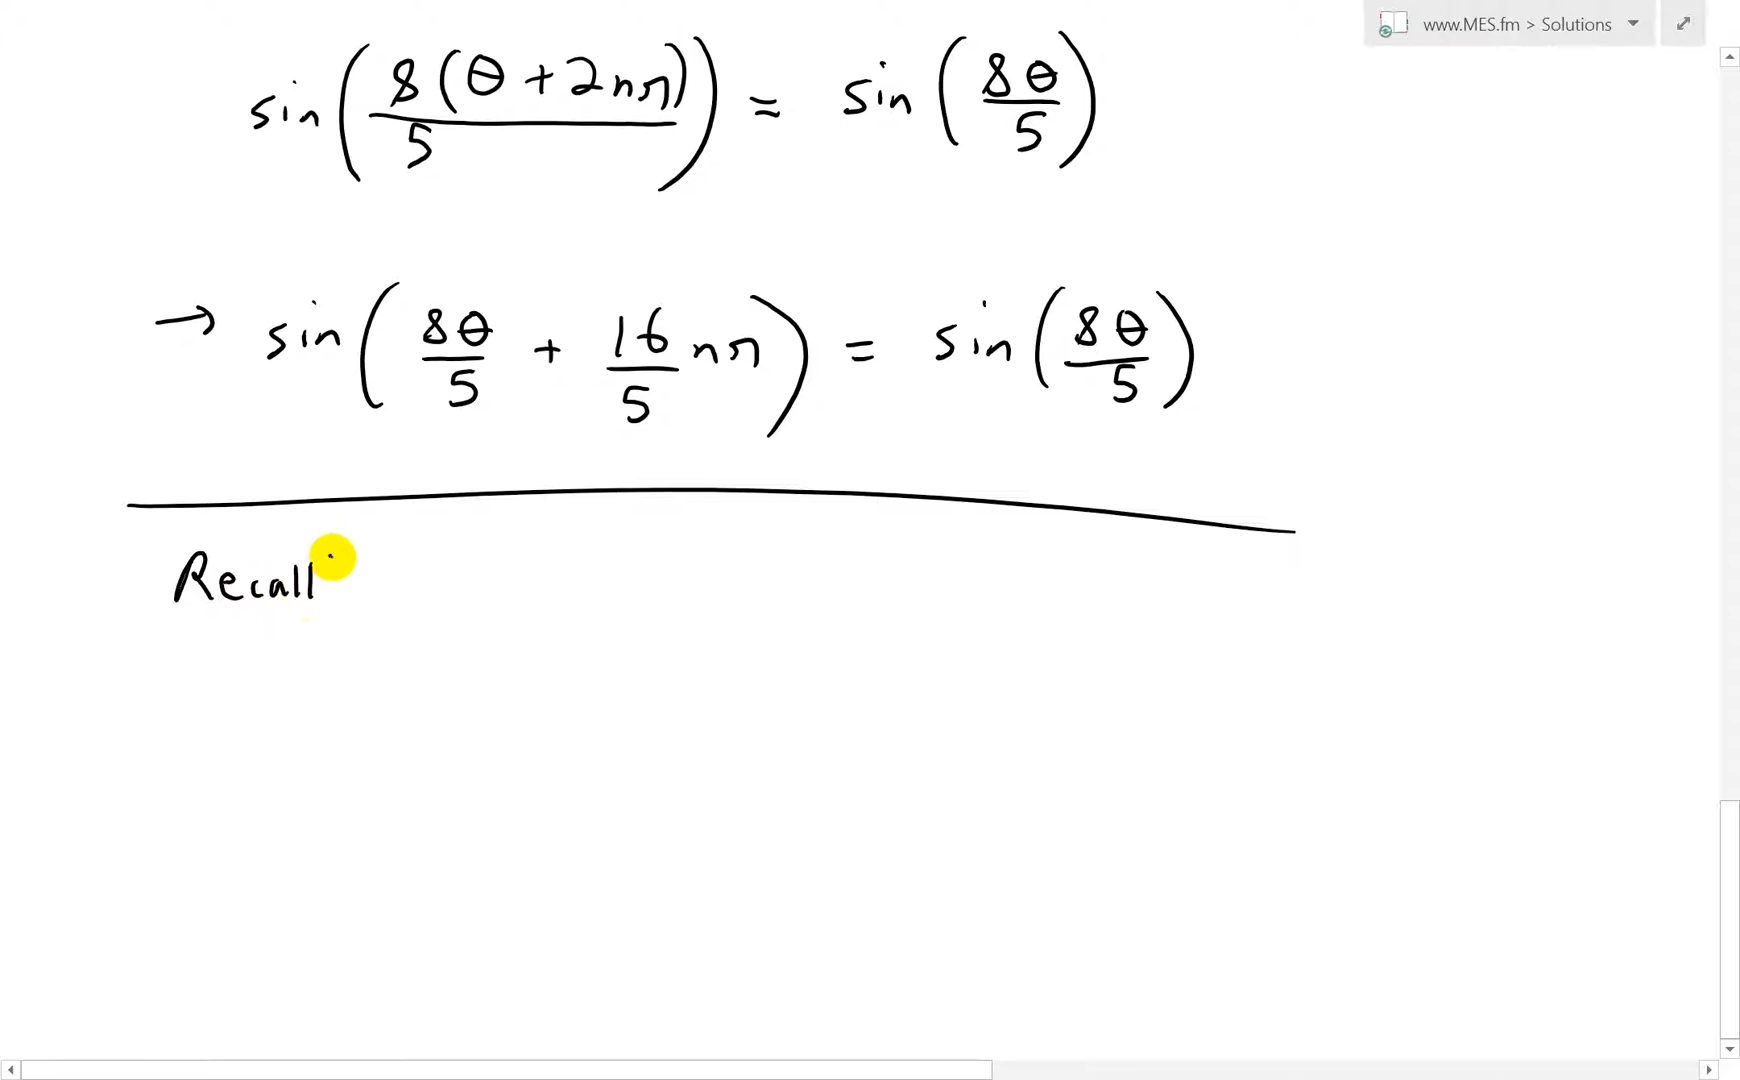 www.MES.fm > Solutions
sin(8(θ+2nπ)/5) = sin(8θ/5)
→ sin(8θ/5 + 16/5 nπ) = sin(8θ/5)
Recall